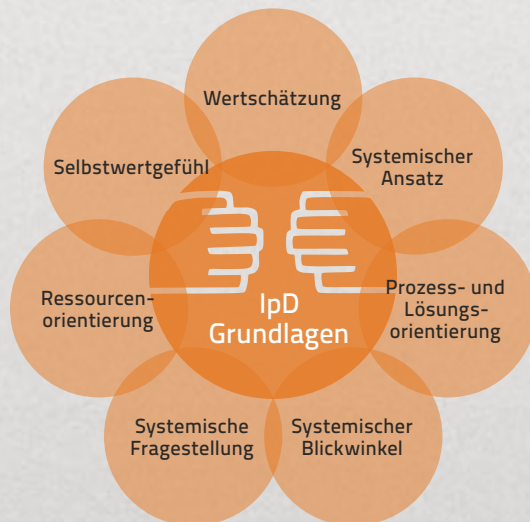 Wertschätzung
Systemischer
Ansatz
Prozess- und
Lösungs-
orientierung
Systemischer
Blickwinkel
Systemische
Fragestellung
Ressourcen-
orientierung
Selbstwertgefühl
IpD
Grundlagen